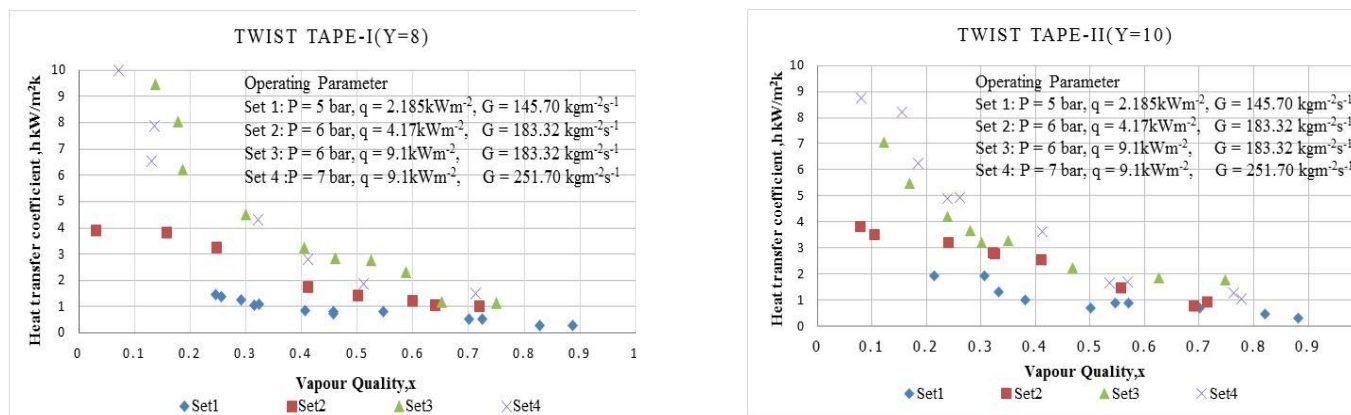 TWIST TAPE-I(Y=8)
Heat transfer coefficient ,h kW/m²k
10
9
8
7
6
5
4
3
2
1
0
Operating Parameter
Set 1: P = 5 bar, q = 2.185kWm-2, G = 145.70 kgm-2s-1
Set 2: P = 6 bar, q = 4.17kWm-2, G = 183.32 kgm-2s-1
Set 3: P = 6 bar, q = 9.1kWm-2, G = 183.32 kgm-2s-1
Set 4 :P = 7 bar, q = 9.1kWm-2, G = 251.70 kgm-2s-1
0 0.1 0.2 0.3 0.4 0.5 0.6 0.7 0.8 0.9 1
Vapour Quality,x
Set1 Set2 Set3 Set4
TWIST TAPE-II(Y=10)
Heat transfer coefficient, h kW/m²k
10
9
8
7
6
5
4
3
2
1
0
Operating Parameter
Set 1: P = 5 bar, q = 2.185kWm-2, G = 145.70 kgm-2s-1
Set 2: P = 6 bar, q = 4.17kWm-2, G = 183.32 kgm-2s-1
Set 3: P = 6 bar, q = 9.1kWm-2, G = 183.32 kgm-2s-1
Set 4: P = 7 bar, q = 9.1kWm-2, G = 251.70 kgm-2s-1
0 0.1 0.2 0.3 0.4 0.5 0.6 0.7 0.8 0.9
Vapour Quality,x
Set1 Set2 Set3 Set4